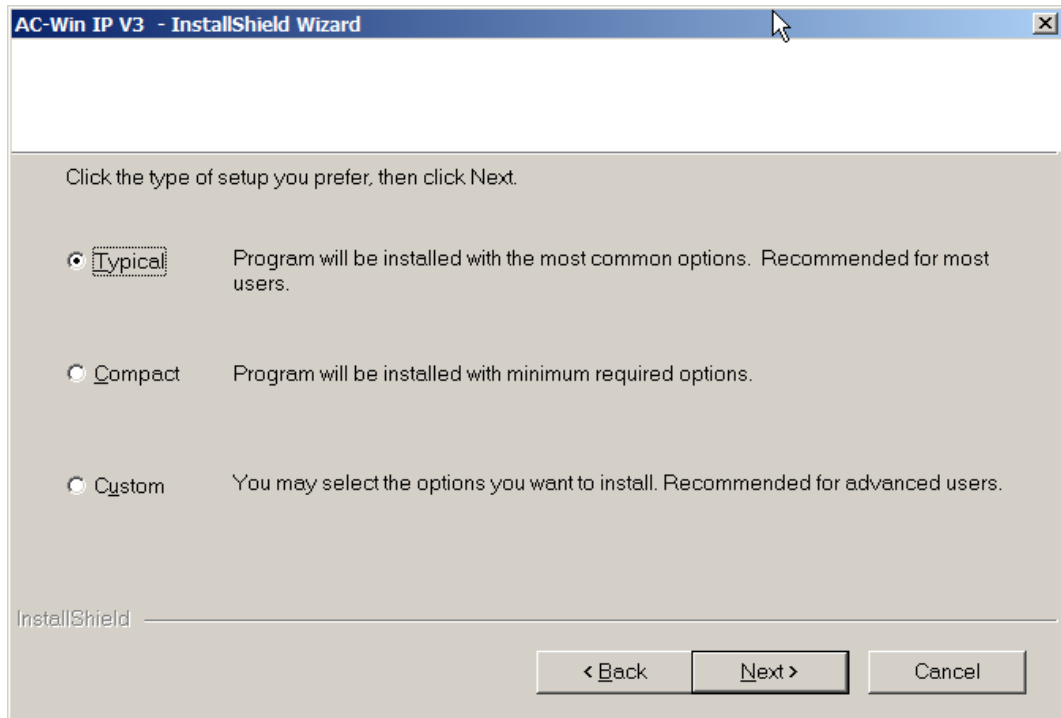 AC-Win IP V3  - InstallShield Wizard
Click the type of setup you prefer, then click Next.
Typical
Program will be installed with the most common options.  Recommended for most
users.
Compact
Program will be installed with minimum required options.
Custom
You may select the options you want to install. Recommended for advanced users.
InstallShield
< Back
Next >
Cancel